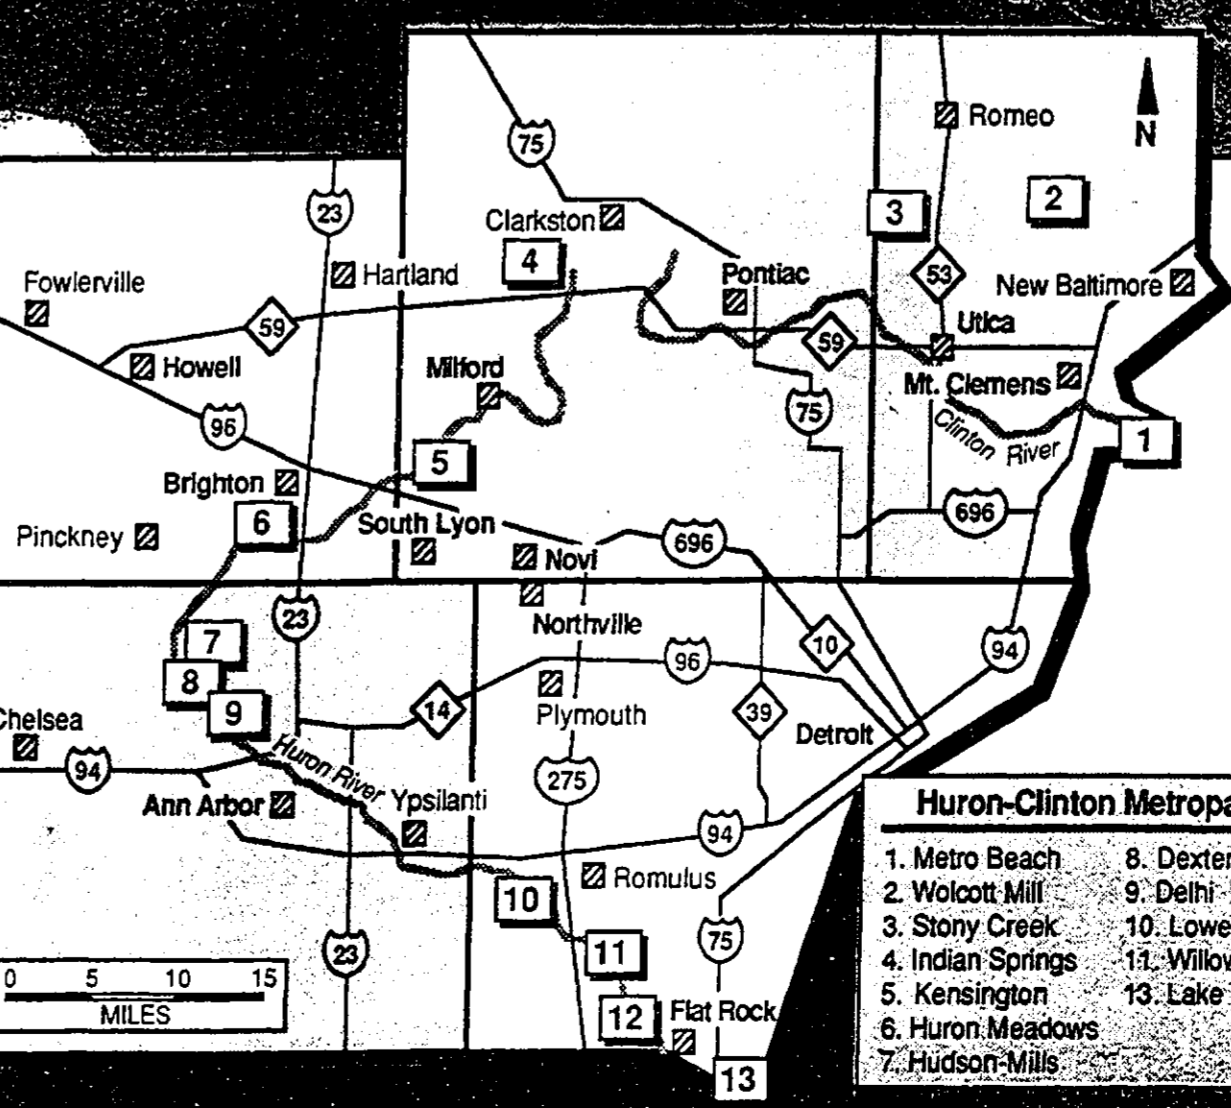 75
Romeo
N
2
3
23
Clarkston
4
Hartland
Pontiac
53
New Baltimore
Fowlerville
59
Utica
59
Howell
Milford
Mt. Clemens
96
75
Clinton River
1
5
Brighton
6
South Lyon
696
Pinckney
Novi
696
23
Northville
7
10
94
96
8
9
14
39
Plymouth
Detroit
Chelsea
94
Huron River
275
Ann Arbor
Ypsilanti
94
Romulus
10
11
23
75
12
Flat Rock
13
0 5 10 15
MILES
Huron-Clinton Metropa
1. Metro Beach
2. Wolcott Mill
3. Stony Creek
4. Indian Springs
5. Kensington
6. Huron Meadows
7. Hudson-Mills
8. Dexter
9. Delhi
10. Lowe
11. Willow
13. Lake